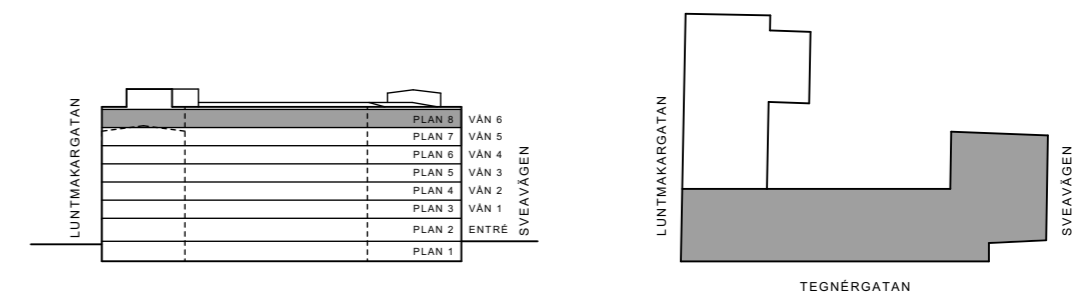 LUNTMAKARGATAN
PLAN 8 VÅN 6
PLAN 7 VÅN 5
PLAN 6 VÅN 4
PLAN 5 VÅN 3
PLAN 4 VÅN 2
PLAN 3 VÅN 1
PLAN 2 ENTRÉ
PLAN 1
SVEAVÄGEN
LUNTMAKARGATAN
SVEAVÄGEN
TEGNÉRGATAN